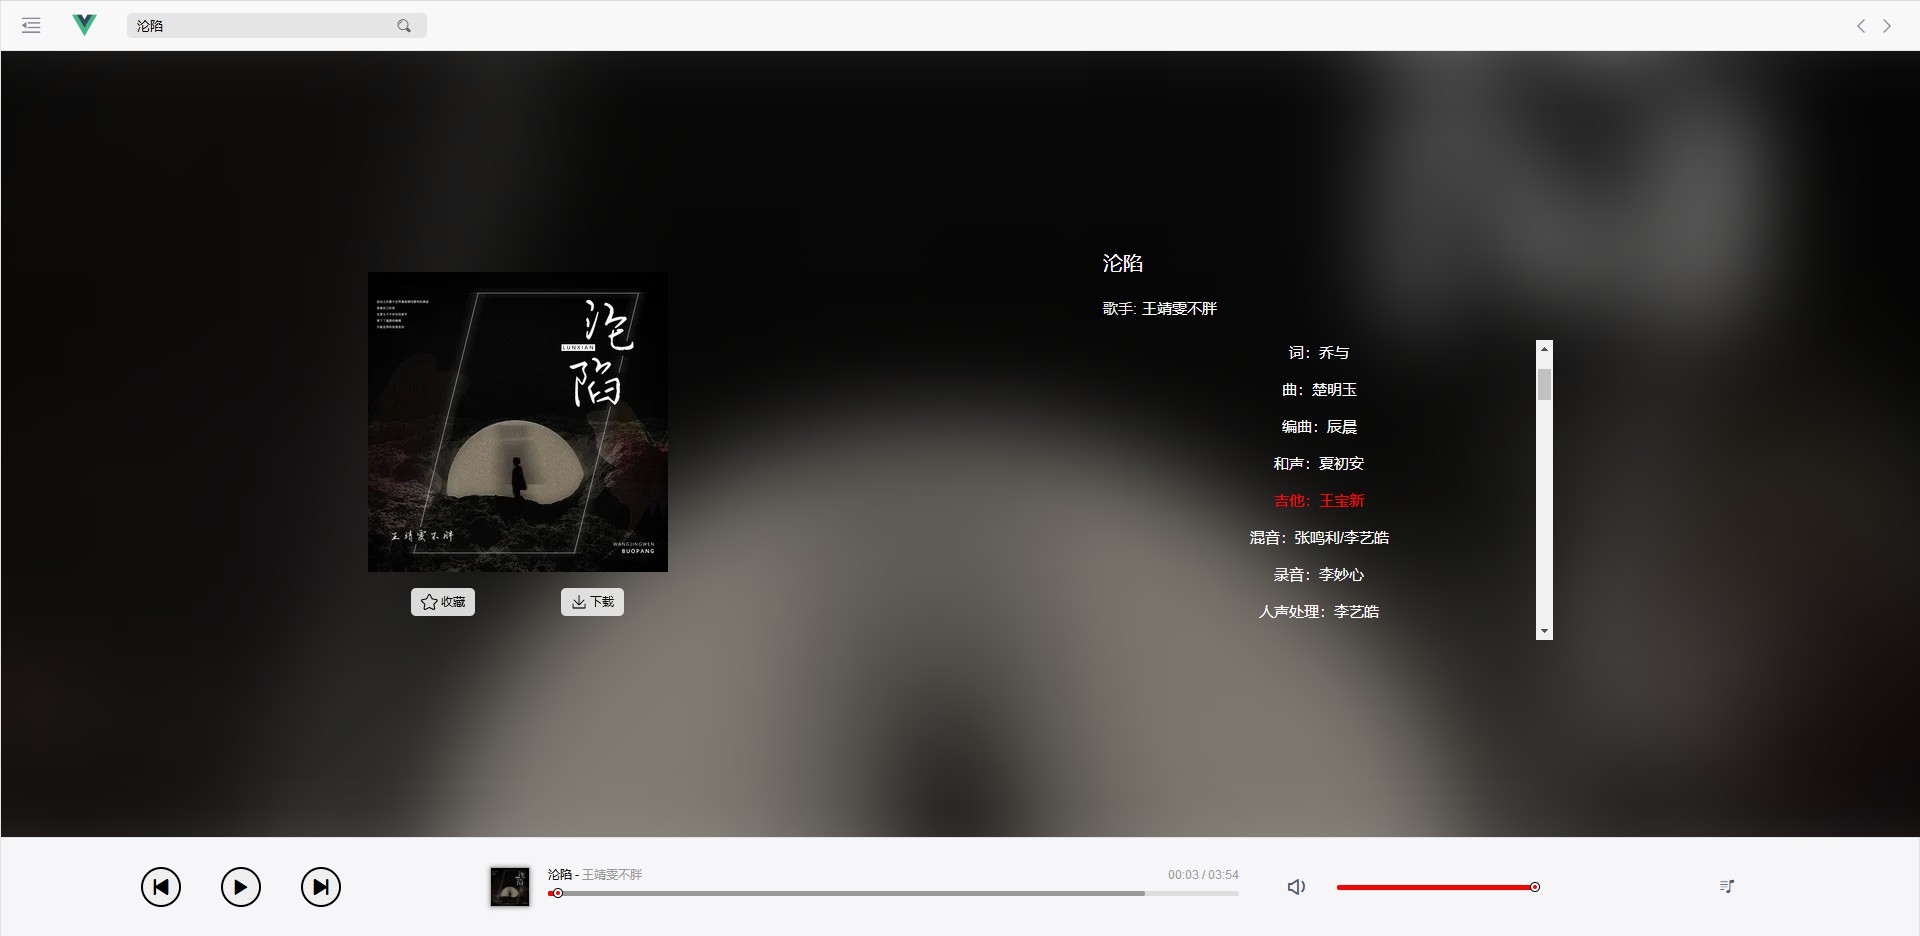 沦陷
沦
LUNXIAN
陷
王靖雯不胖
WANGJINGWEN
BUOPANG
收藏
下载
沦陷
歌手: 王靖雯不胖
词：乔与
曲：楚明玉
编曲：辰晨
和声：夏初安
吉他：王宝新
混音：张鸣利/李艺皓
录音：李妙心
人声处理：李艺皓
沦陷 - 王靖雯不胖
00:03 / 03:54